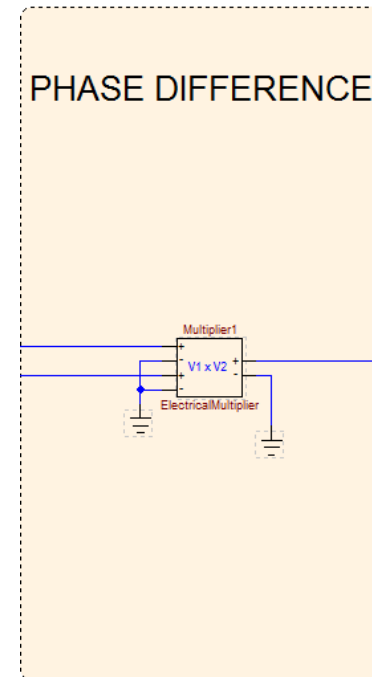 PHASE DIFFERENCE
Multiplier1
+
-
V1 x V2
+
+
-
-
ElectricalMultiplier